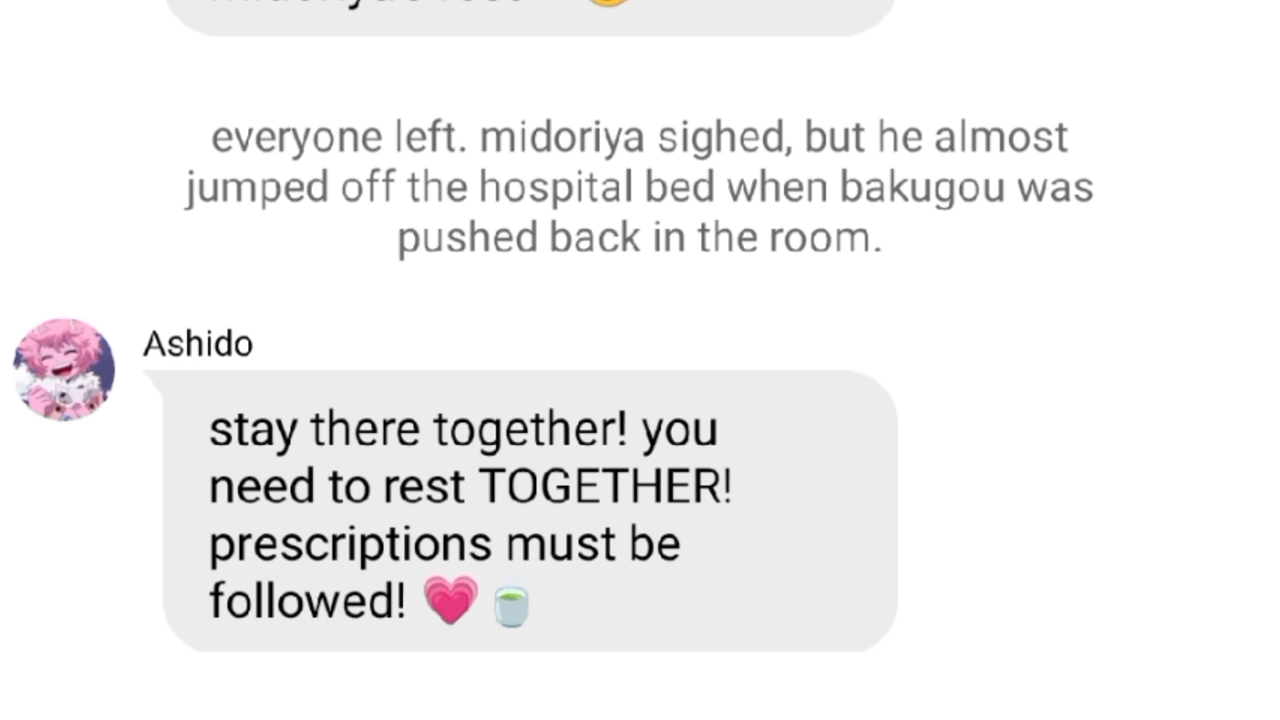 everyone left. midoriya sighed, but he almost
jumped off the hospital bed when bakugou was
pushed back in the room.
Ashido
stay there together! you
need to rest TOGETHER!
prescriptions must be
followed! 💗🍵